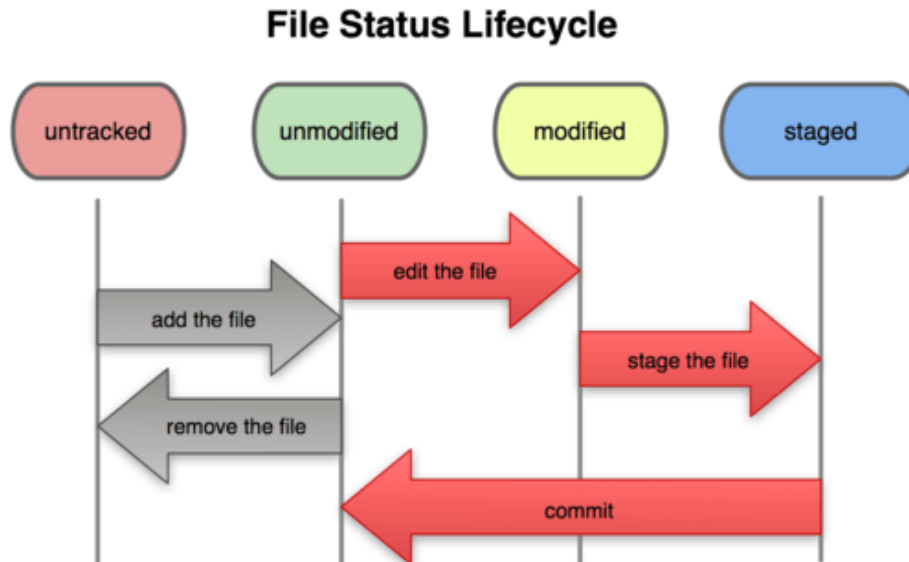 File Status Lifecycle
untracked
unmodified
modified
staged
edit the file
add the file
stage the file
remove the file
commit